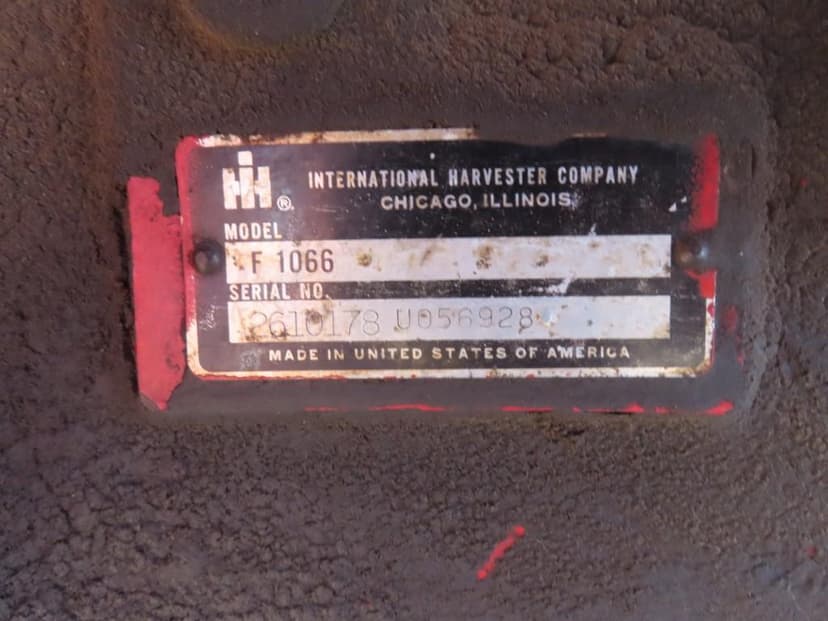 IH ®
INTERNATIONAL HARVESTER COMPANY
CHICAGO, ILLINOIS
MODEL
F 1066
SERIAL NO.
2610178 U056928
MADE IN UNITED STATES OF AMERICA